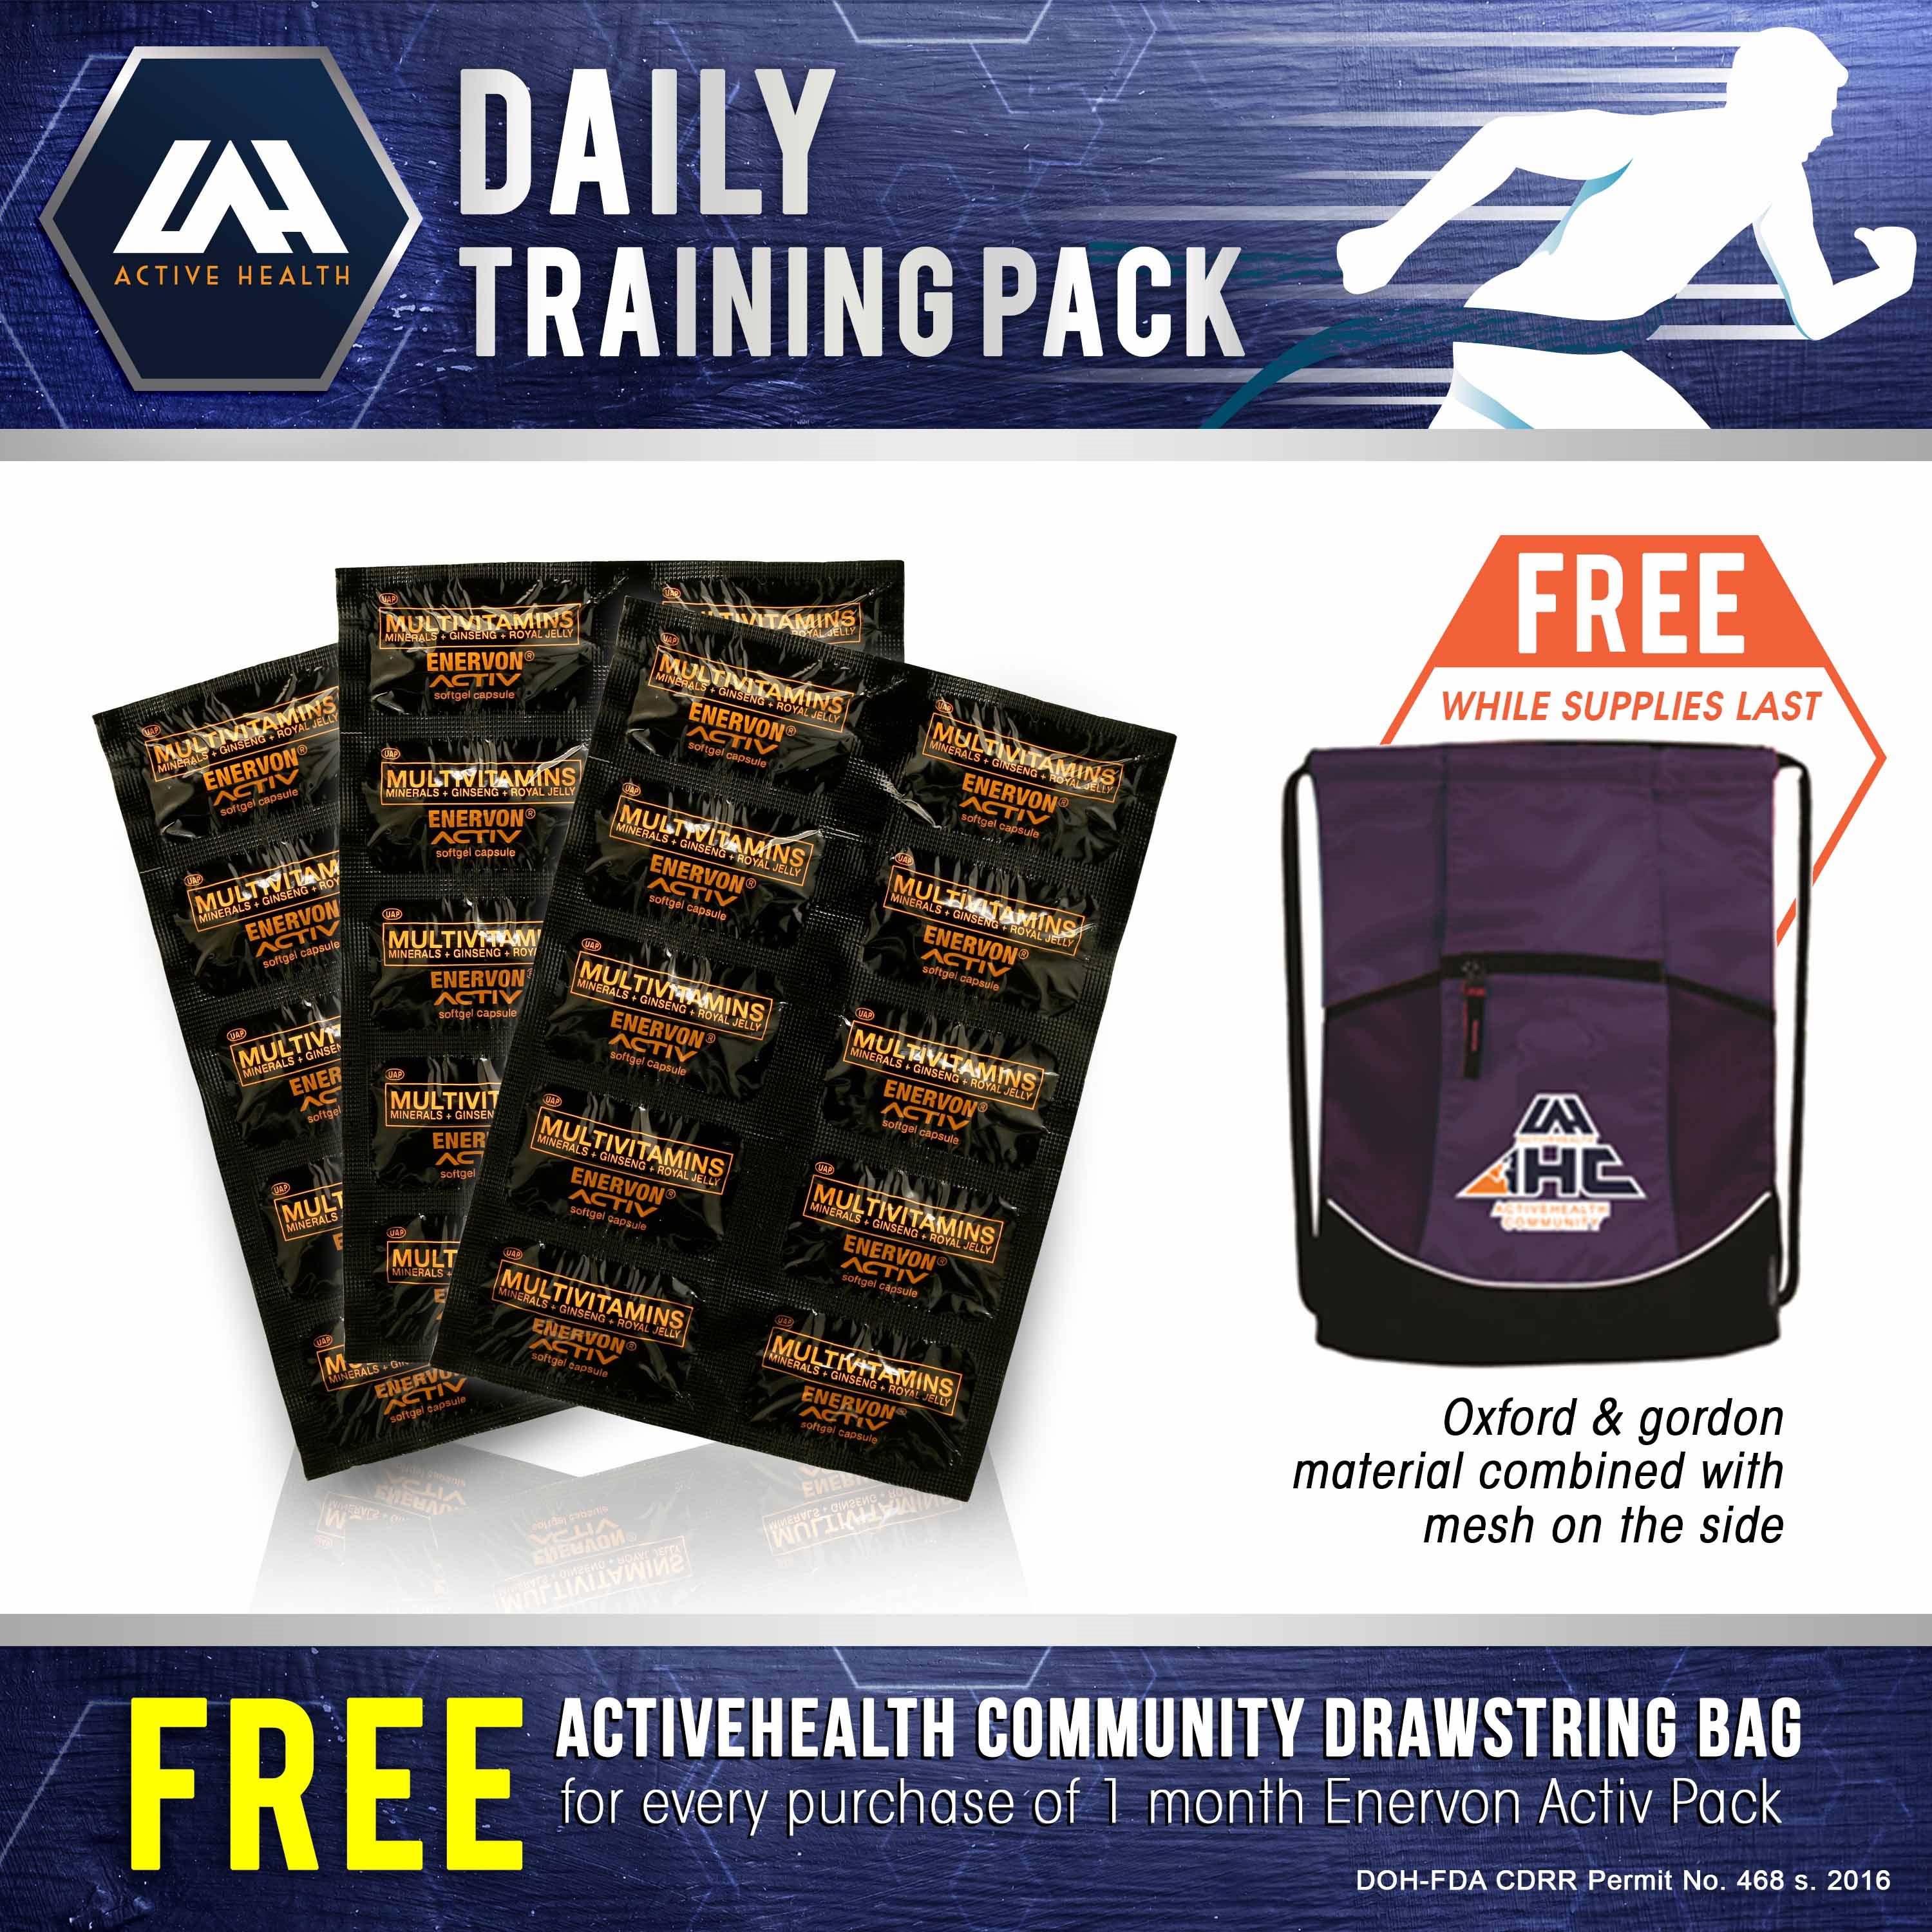 ACTIVE HEALTH
DAILY
TRAINING PACK
FREE
WHILE SUPPLIES LAST
UAP
MULTIVITAMINS
MINERALS + GINSENG + ROYAL JELLY
ENERVON®
ACTIV
softgel capsule
AHC
ACTIVEHEALTH
COMMUNITY
Oxford & gordon
material combined with
mesh on the side
FREE
ACTIVEHEALTH COMMUNITY DRAWSTRING BAG
for every purchase of 1 month Enervon Activ Pack
DOH-FDA CDRR Permit No. 468 s. 2016